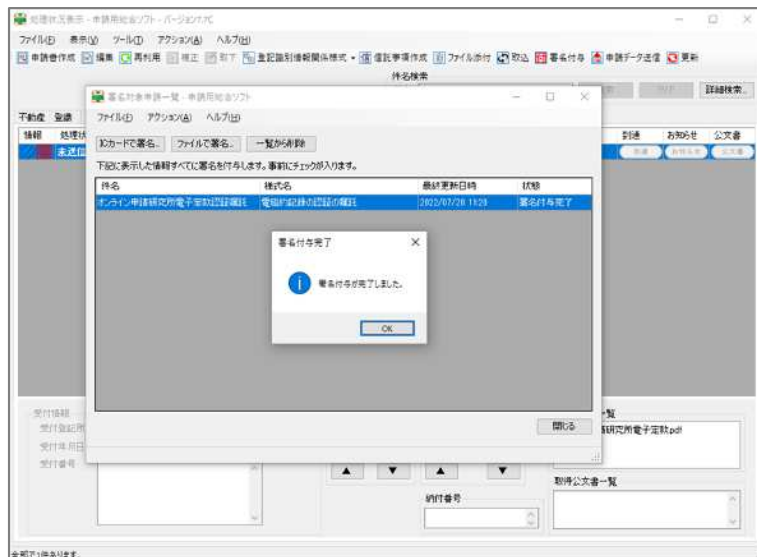 処理状況表示 - 申請用総合ソフト - バージョン
ファイル(F) 表示(V) ツール(T) アクション(A) ヘルプ(H)
申請書作成 編集 再利用 補正 取下 登記識別情報関係様式 信託事項作成 ファイル添付 取込 署名付与 申請データ送信 更新
件名検索
詳細検索...
署名対象申請一覧 - 申請用総合ソフト
ファイル(F) アクション(A) ヘルプ(H)
不動産 登録
情報 処理状
到達 お知らせ 公文書
ICカードで署名... ファイルで署名... 一覧から削除
未送信
到達 お知らせ 公文書
下記に表示した情報すべてに署名を付与します。事前にチェックが入ります。
件名 様式名 最終更新日時 状態
オンライン申請研究所電子定款認証嘱託 電磁的記録の認証の嘱託 2022/07/20 11:20 署名付与完了
署名付与完了
署名付与が完了しました。
OK
閉じる
受付情報
受付登記所
受付年月日
受付番号
一覧
研究所電子定款.pdf
取得公文書一覧
納付番号
全部で1件あります。